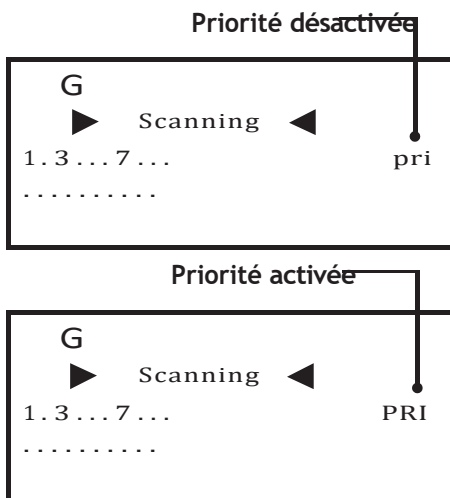 Priorité désactivée
G
▶ Scanning ◀
1.3...7... pri
..........
Priorité activée
G
▶ Scanning ◀
1.3...7... PRI
..........